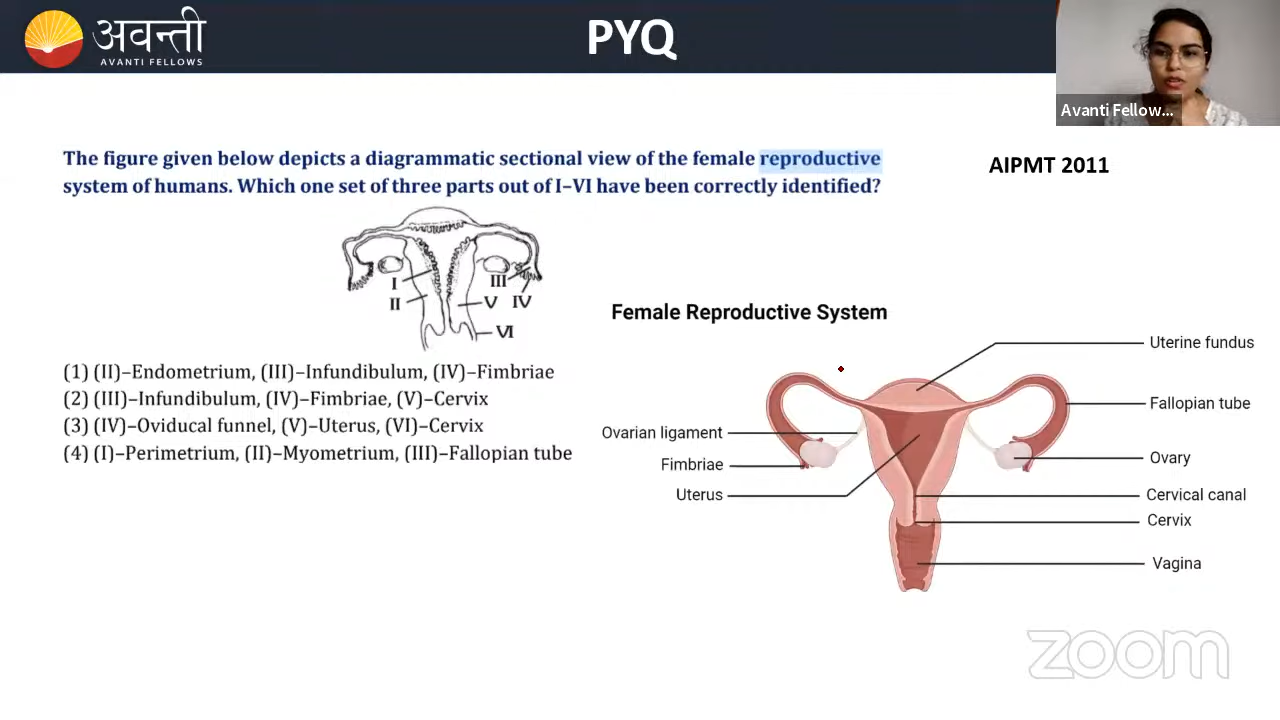 अवन्ती
AVANTI FELLOWS
PYQ
Avanti Fellow...
The figure given below depicts a diagrammatic sectional view of the female reproductive
system of humans. Which one set of three parts out of I–VI have been correctly identified?
AIPMT 2011
I
II
III
IV
V
VI
(1) (II)–Endometrium, (III)–Infundibulum, (IV)–Fimbriae
(2) (III)–Infundibulum, (IV)–Fimbriae, (V)–Cervix
(3) (IV)–Oviducal funnel, (V)–Uterus, (VI)–Cervix
(4) (I)–Perimetrium, (II)–Myometrium, (III)–Fallopian tube
Female Reproductive System
Uterine fundus
Fallopian tube
Ovarian ligament
Ovary
Fimbriae
Uterus
Cervical canal
Cervix
Vagina
zoom